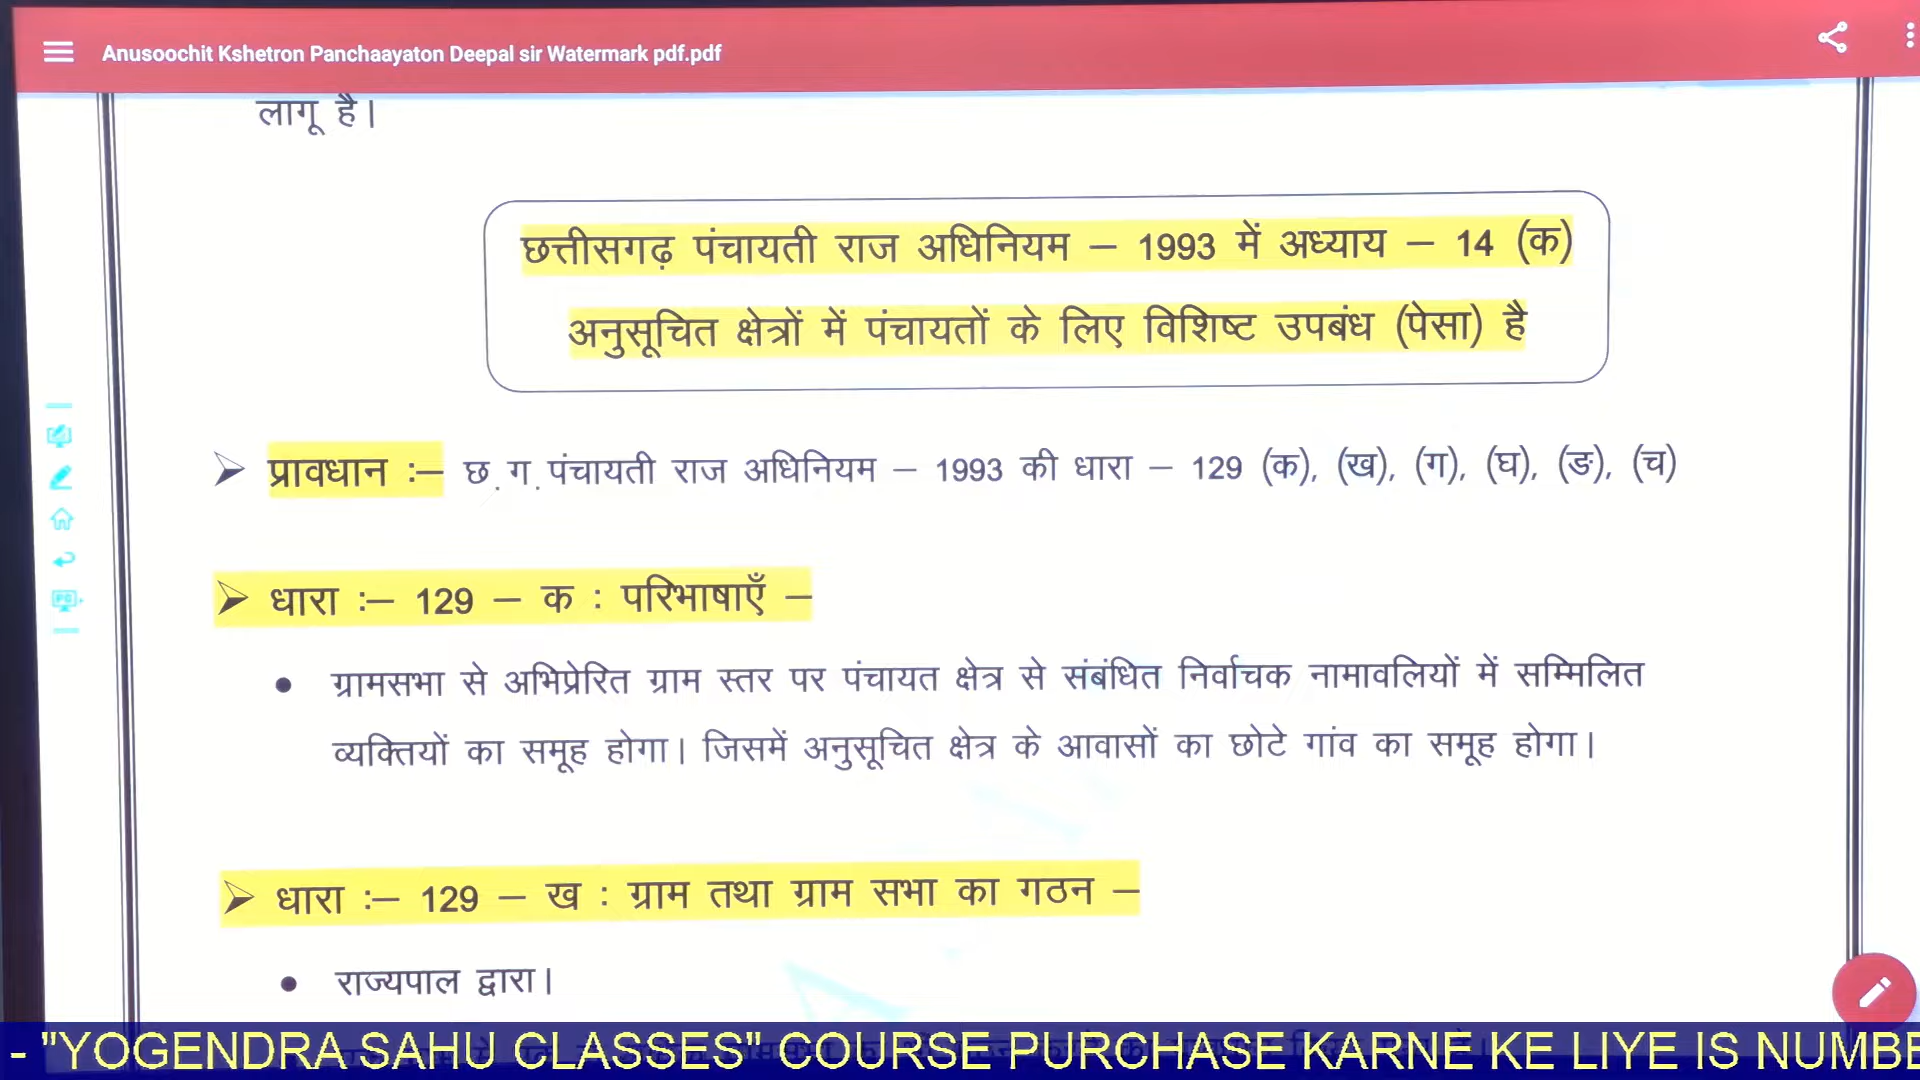 Anusoochit Kshetron Panchaayaton Deepal sir Watermark pdf.pdf
लागू है।
छत्तीसगढ़ पंचायती राज अधिनियम – 1993 में अध्याय – 14 (क)
अनुसूचित क्षेत्रों में पंचायतों के लिए विशिष्ट उपबंध (पेसा) है
➢ प्रावधान :– छ.ग.पंचायती राज अधिनियम – 1993 की धारा – 129 (क), (ख), (ग), (घ), (ङ), (च)
➢ धारा :– 129 – क : परिभाषाएँ –
• ग्रामसभा से अभिप्रेरित ग्राम स्तर पर पंचायत क्षेत्र से संबंधित निर्वाचक नामावलियों में सम्मिलित
व्यक्तियों का समूह होगा। जिसमें अनुसूचित क्षेत्र के आवासों का छोटे गांव का समूह होगा।
➢ धारा :– 129 – ख : ग्राम तथा ग्राम सभा का गठन –
• राज्यपाल द्वारा।
- "YOGENDRA SAHU CLASSES" COURSE PURCHASE KARNE KE LIYE IS NUMBE